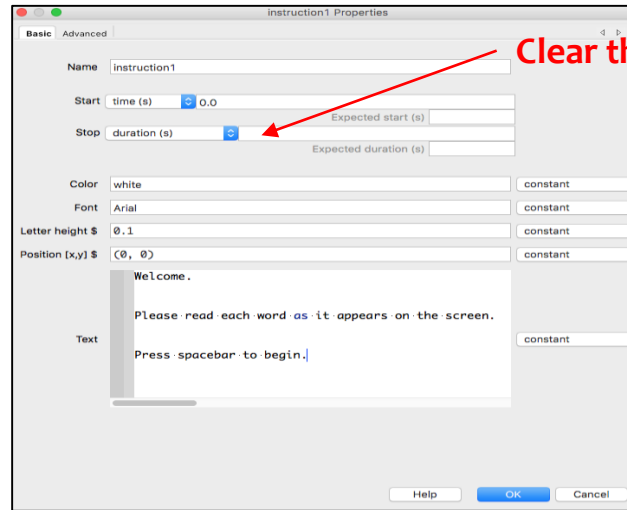 instruction1 Properties
Basic Advanced
Clear th
Name instruction1
Start time (s) 0.0
Expected start (s)
Stop duration (s)
Expected duration (s)
Color white constant
Font Arial constant
Letter height $ 0.1 constant
Position [x,y] $ (0, 0) constant
Welcome.
Please read each word as it appears on the screen.
Text constant
Press spacebar to begin.
Help OK Cancel